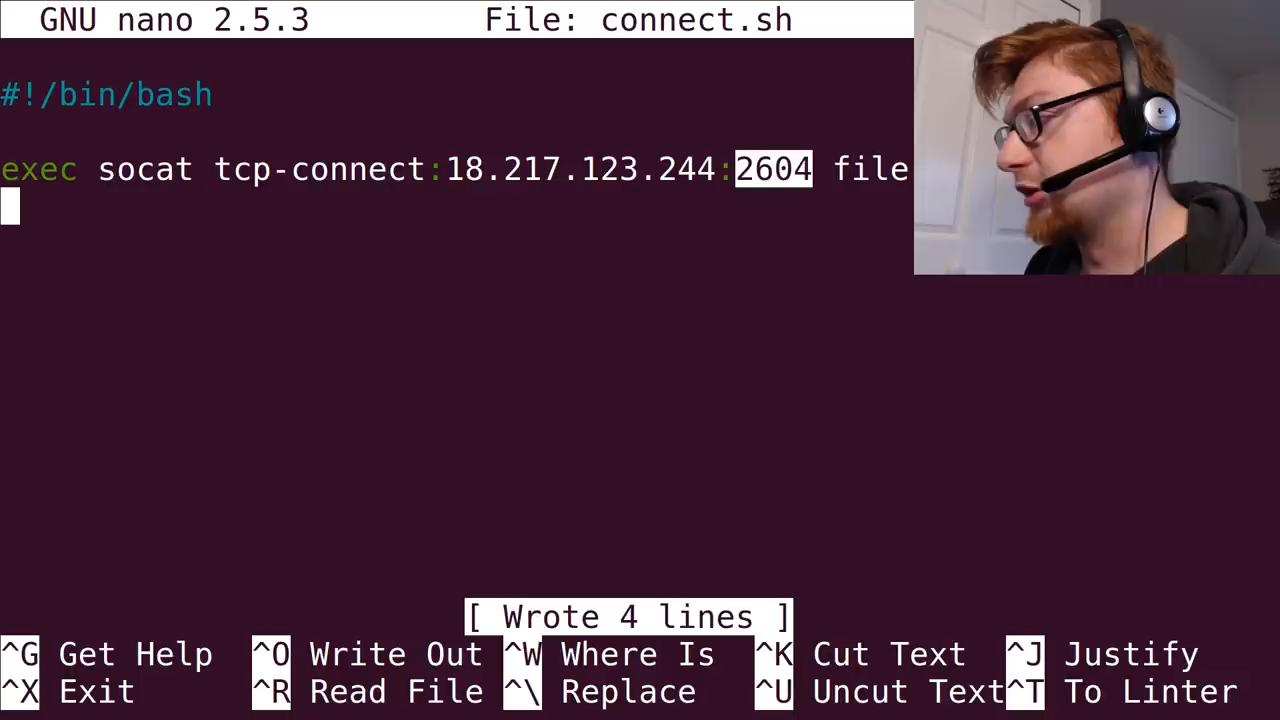 GNU nano 2.5.3 File: connect.sh
#!/bin/bash
exec socat tcp-connect:18.217.123.244:2604 file
[ Wrote 4 lines ]
^G Get Help ^O Write Out ^W Where Is ^K Cut Text ^J Justify
^X Exit ^R Read File ^\ Replace ^U Uncut Text ^T To Linter